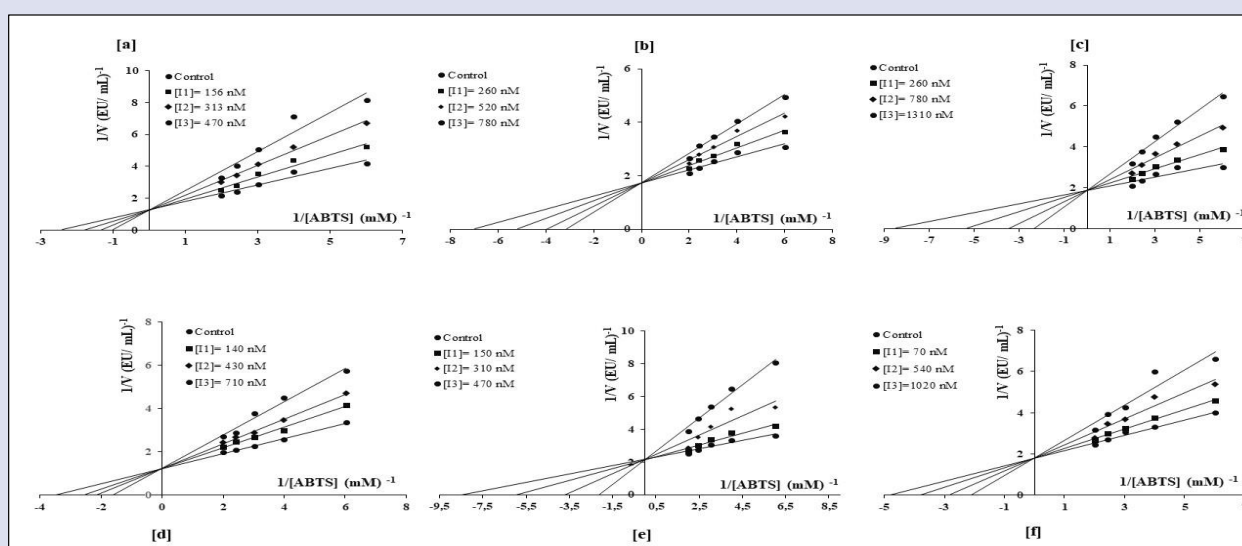 [a]
1/V (EU/ mL)⁻¹
Control
[I1]= 156 nM
[I2]= 313 nM
[I3]= 470 nM
10
8
6
4
2
0
-3 -1 1 3 5 7
1/[ABTS] (mM) ⁻¹
[b]
1/V (EU/ mL)⁻¹
Control
[I1]= 260 nM
[I2]= 520 nM
[I3]= 780 nM
6
4
2
0
-8 -6 -4 -2 0 2 4 6 8
1/[ABTS] (mM) ⁻¹
[c]
1/V (EU/ mL)⁻¹
Control
[I1]= 260 nM
[I2]= 780 nM
[I3]=1310 nM
8
6
4
2
0
-9 -7 -5 -3 -1 1 3 5 7
1/[ABTS] (mM) ⁻¹
1/V (EU/ mL)⁻¹
Control
[I1]= 140 nM
[I2]= 430 nM
[I3]= 710 nM
8
6
4
2
0
-4 -2 0 2 4 6 8
1/[ABTS] (mM) ⁻¹
[d]
1/V (EU/ mL)⁻¹
Control
[I1]= 150 nM
[I2]= 310 nM
[I3]= 470 nM
10
8
6
4
2
0
-9,5 -7,5 -5,5 -3,5 -1,5 0,5 2,5 4,5 6,5 8,5
1/[ABTS] (mM) ⁻¹
[e]
1/V (EU/ mL)⁻¹
Control
[I1]= 70 nM
[I2]= 540 nM
[I3]=1020 nM
8
6
4
2
0
-5 -3 -1 1 3 5 7
1/[ABTS] (mM) ⁻¹
[f]